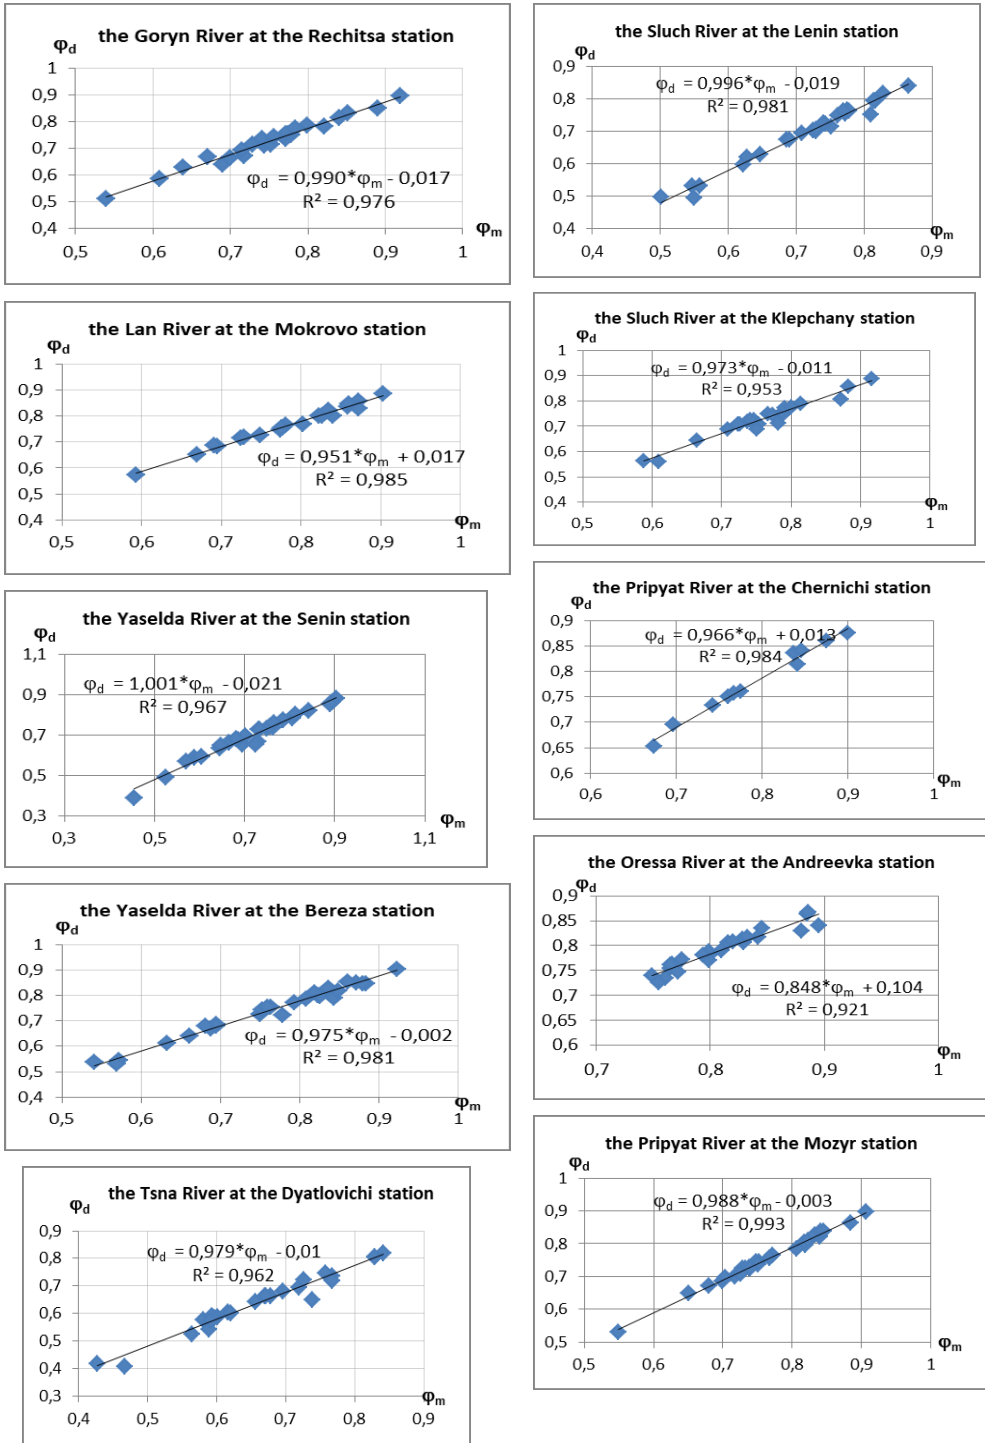 the Goryn River at the Rechitsa station
φd
1
0,9
0,8
0,7
0,6
0,5
0,4
φd = 0,990*φm - 0,017
R² = 0,976
0,5 0,6 0,7 0,8 0,9 1
φm
the Lan River at the Mokrovo station
φd
1
0,9
0,8
0,7
0,6
0,5
0,4
φd = 0,951*φm + 0,017
R² = 0,985
0,5 0,6 0,7 0,8 0,9 1
φm
the Yaselda River at the Senin station
φd
1,1
0,9
0,7
0,5
0,3
φd = 1,001*φm - 0,021
R² = 0,967
0,3 0,5 0,7 0,9 1,1
φm
the Yaselda River at the Bereza station
φd
1
0,9
0,8
0,7
0,6
0,5
0,4
φd = 0,975*φm - 0,002
R² = 0,981
0,5 0,6 0,7 0,8 0,9 1
φm
the Tsna River at the Dyatlovichi station
φd
0,9
0,8
0,7
0,6
0,5
0,4
0,3
φd = 0,979*φm - 0,01
R² = 0,962
0,4 0,5 0,6 0,7 0,8 0,9
φm
the Sluch River at the Lenin station
φd
0,9
0,8
0,7
0,6
0,5
0,4
φd = 0,996*φm - 0,019
R² = 0,981
0,4 0,5 0,6 0,7 0,8 0,9
φm
the Sluch River at the Klepchany station
φd
1
0,9
0,8
0,7
0,6
0,5
0,4
φd = 0,973*φm - 0,011
R² = 0,953
0,5 0,6 0,7 0,8 0,9 1
φm
the Pripyat River at the Chernichi station
φd
0,9
0,85
0,8
0,75
0,7
0,65
0,6
φd = 0,966*φm + 0,013
R² = 0,984
0,6 0,7 0,8 0,9 1
φm
the Oressa River at the Andreevka station
φd
0,9
0,85
0,8
0,75
0,7
0,65
0,6
φd = 0,848*φm + 0,104
R² = 0,921
0,7 0,8 0,9 1
φm
the Pripyat River at the Mozyr station
φd
1
0,9
0,8
0,7
0,6
0,5
φd = 0,988*φm - 0,003
R² = 0,993
0,5 0,6 0,7 0,8 0,9 1
φm